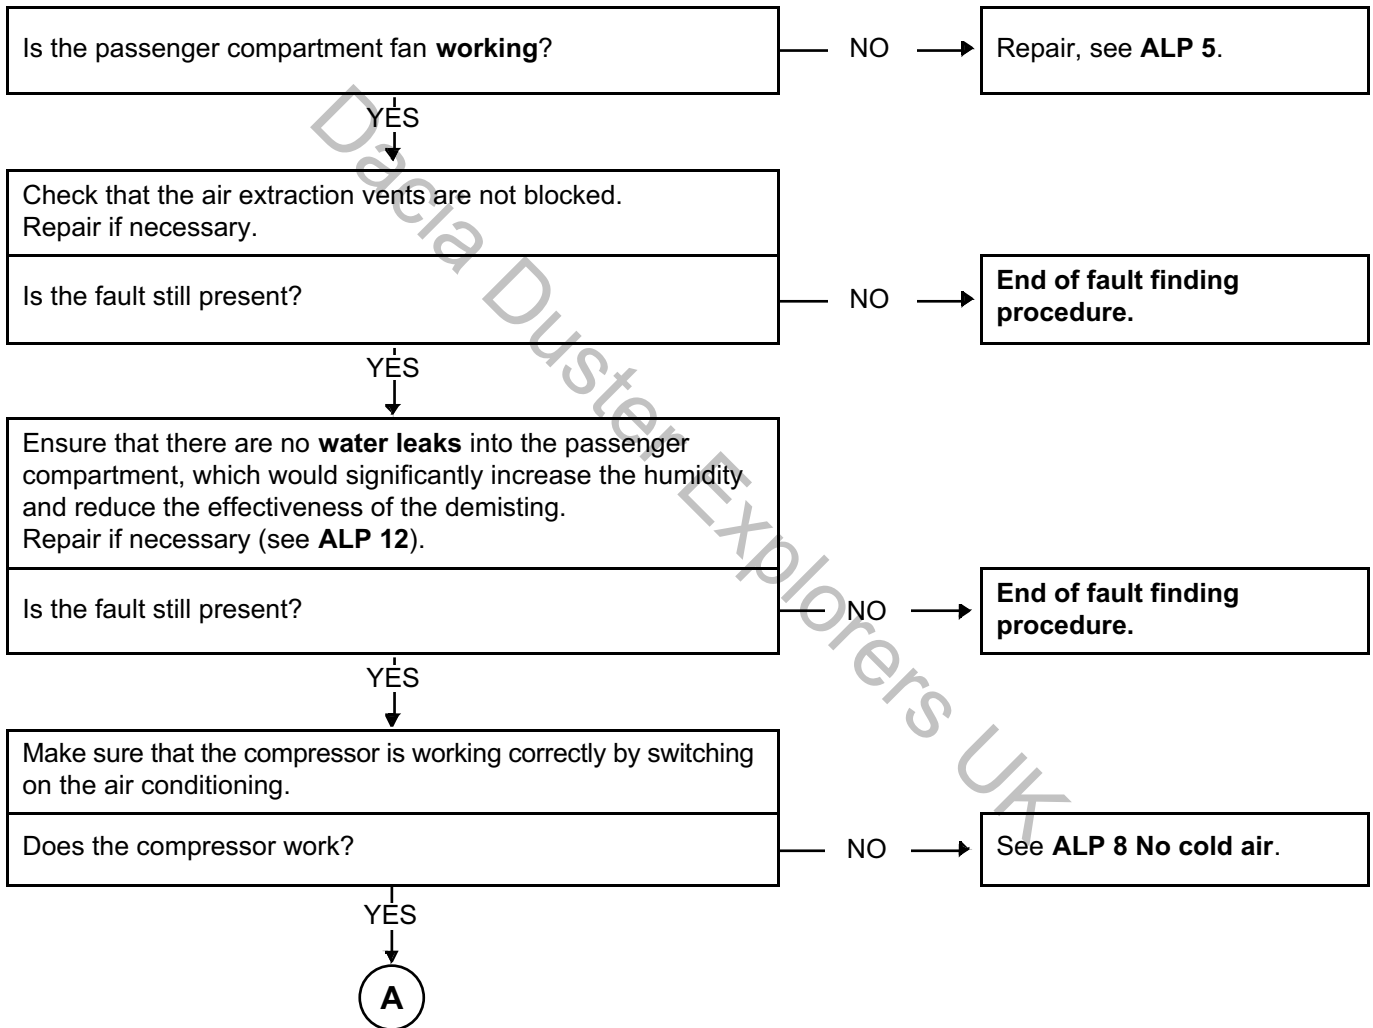 Is the passenger compartment fan working?
NO
Repair, see ALP 5.
YES
Check that the air extraction vents are not blocked.
Repair if necessary.
Is the fault still present?
NO
End of fault finding
procedure.
YES
Ensure that there are no water leaks into the passenger
compartment, which would significantly increase the humidity
and reduce the effectiveness of the demisting.
Repair if necessary (see ALP 12).
Is the fault still present?
NO
End of fault finding
procedure.
YES
Make sure that the compressor is working correctly by switching
on the air conditioning.
Does the compressor work?
NO
See ALP 8 No cold air.
YES
A
Dacia Duster Explorers UK